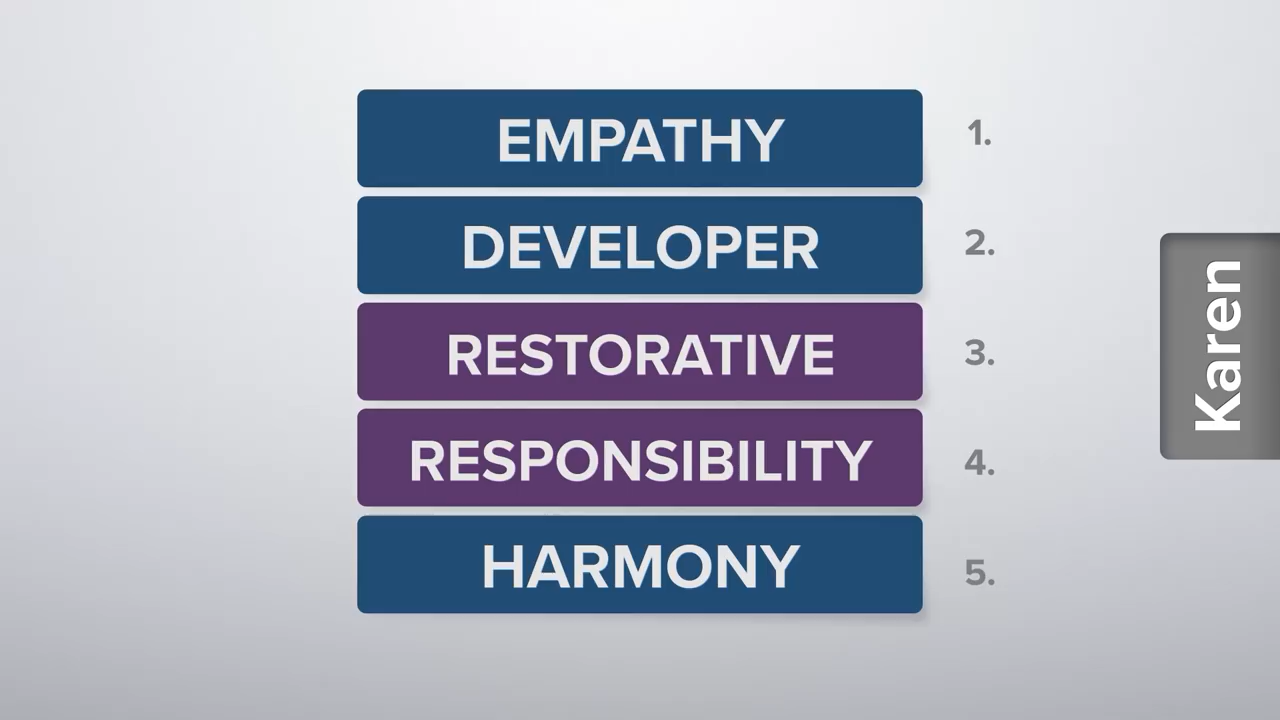 EMPATHY 1.
DEVELOPER 2.
RESTORATIVE 3.
RESPONSIBILITY 4.
HARMONY 5.
Karen